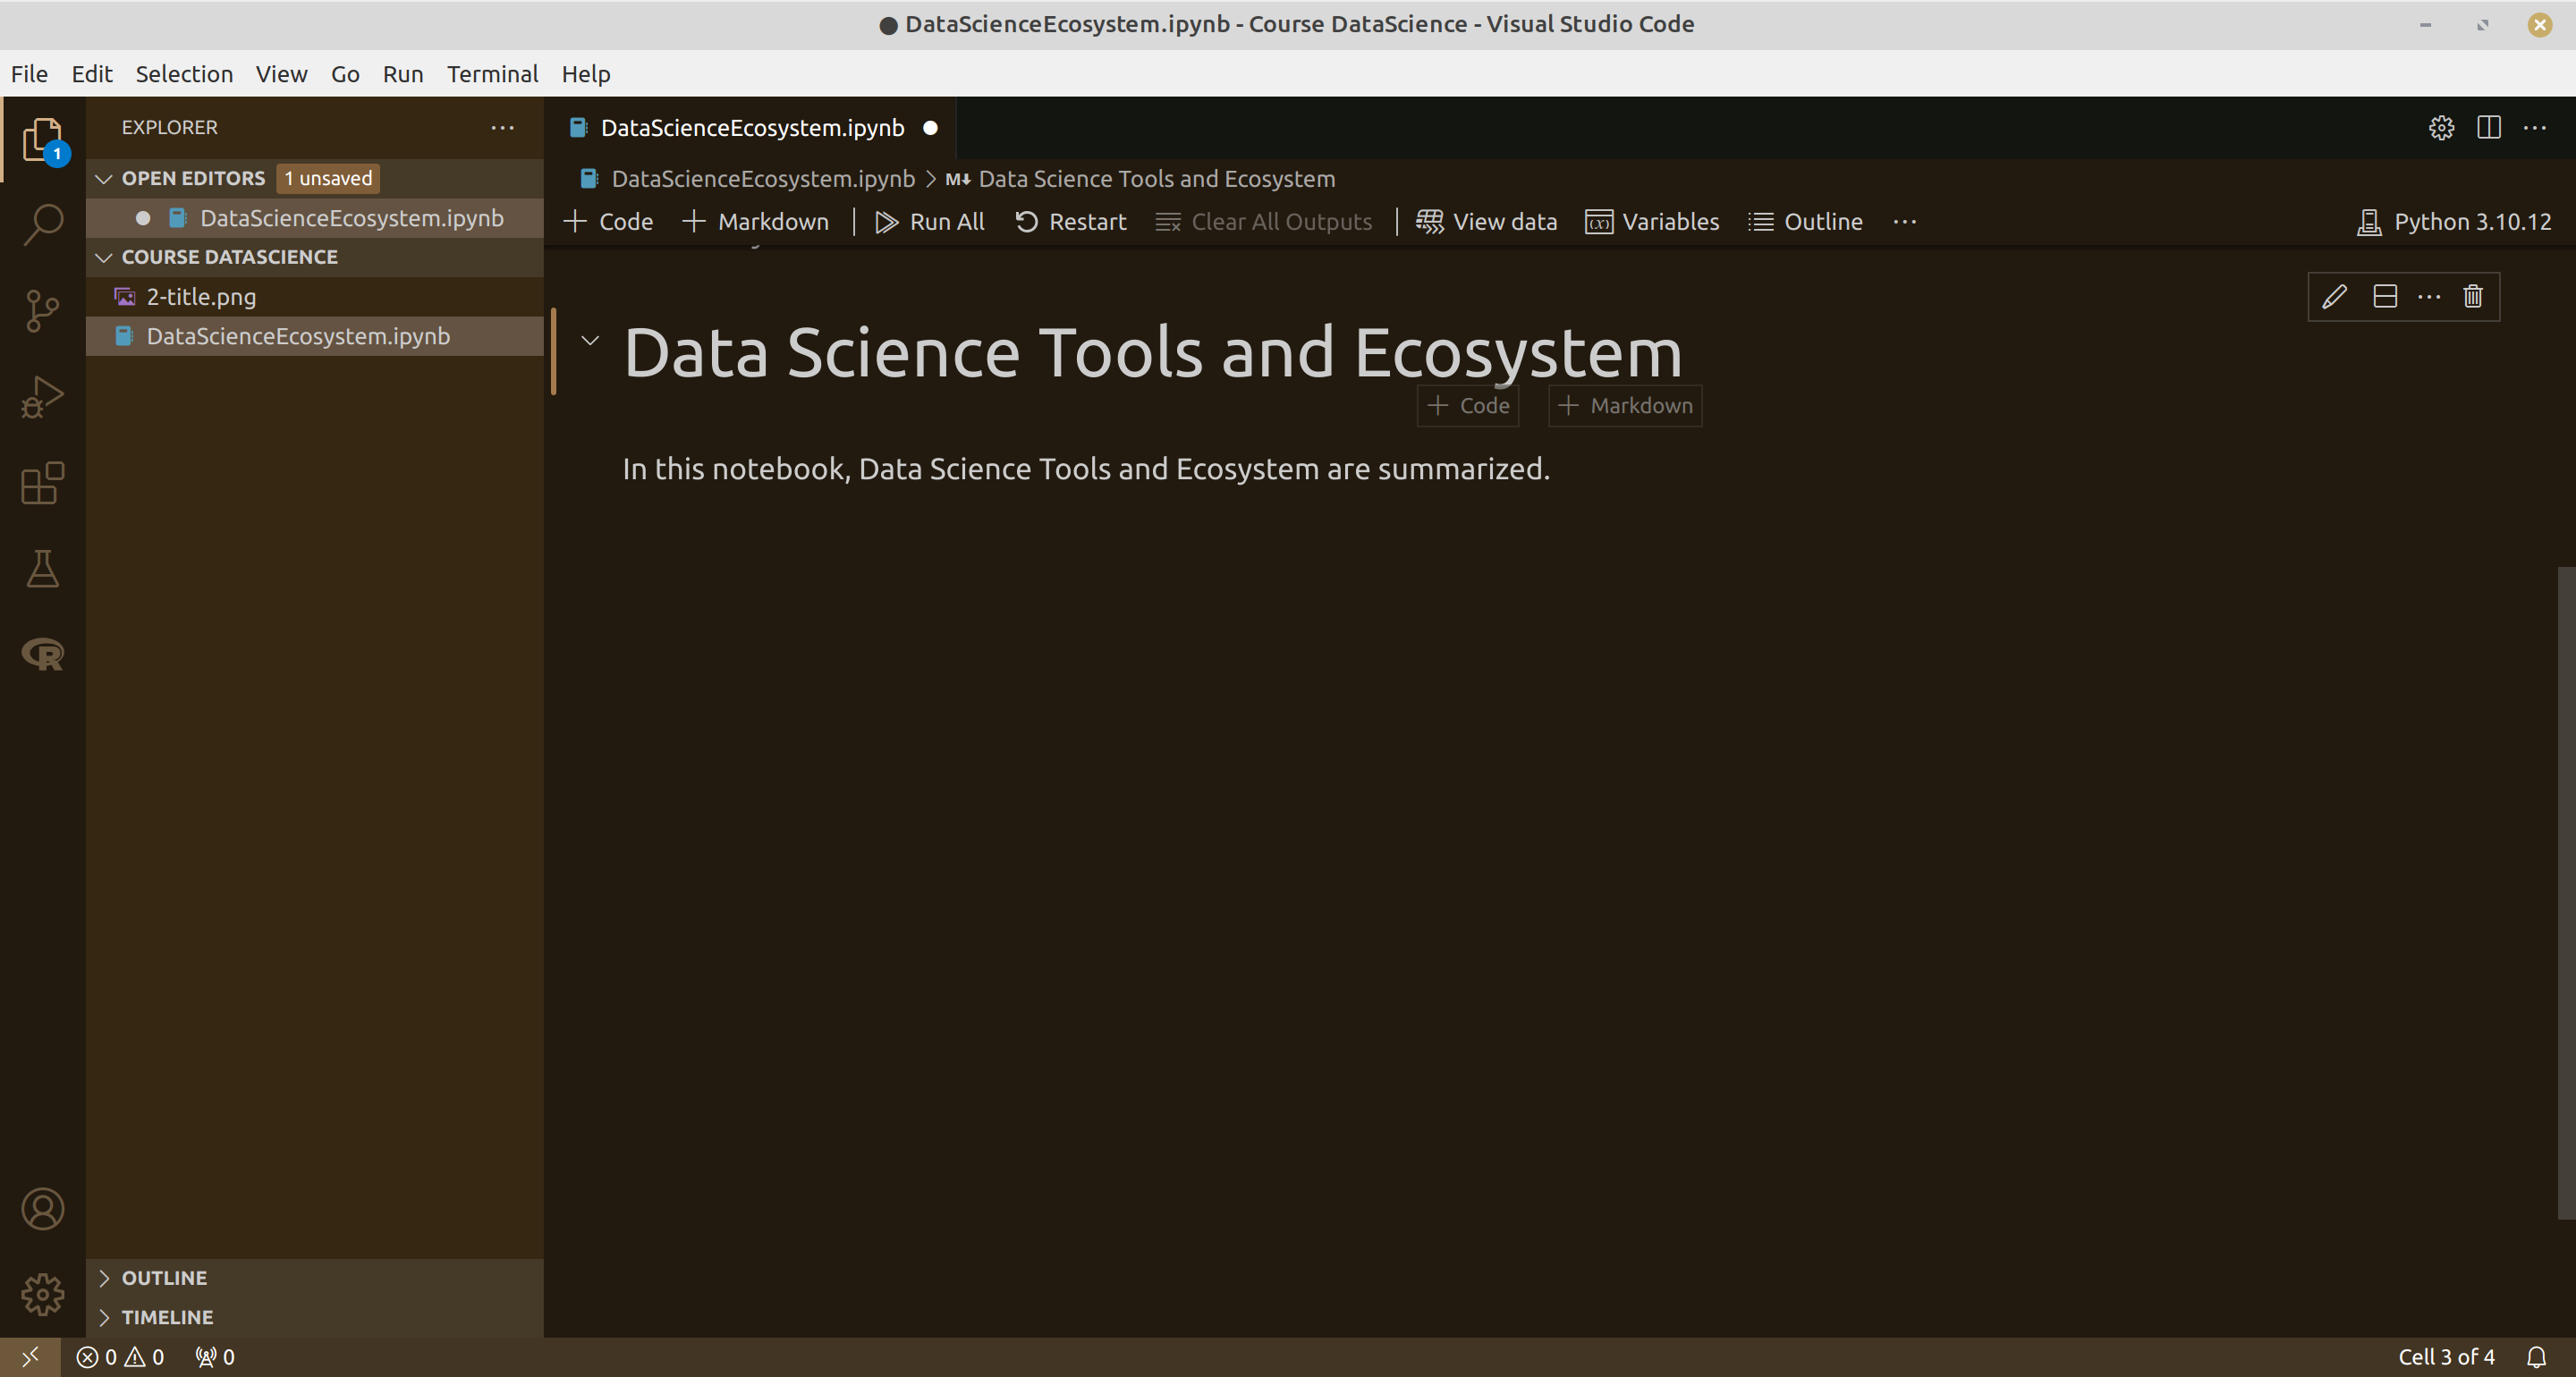 ● DataScienceEcosystem.ipynb - Course DataScience - Visual Studio Code
File Edit Selection View Go Run Terminal Help
EXPLORER
1
OPEN EDITORS 1 unsaved
DataScienceEcosystem.ipynb
COURSE DATASCIENCE
2-title.png
DataScienceEcosystem.ipynb
OUTLINE
TIMELINE
DataScienceEcosystem.ipynb
DataScienceEcosystem.ipynb > M↓ Data Science Tools and Ecosystem
+ Code + Markdown | Run All Restart Clear All Outputs | View data (x) Variables Outline ...
Python 3.10.12
Data Science Tools and Ecosystem
+ Code + Markdown
In this notebook, Data Science Tools and Ecosystem are summarized.
R
0 0 0
Cell 3 of 4